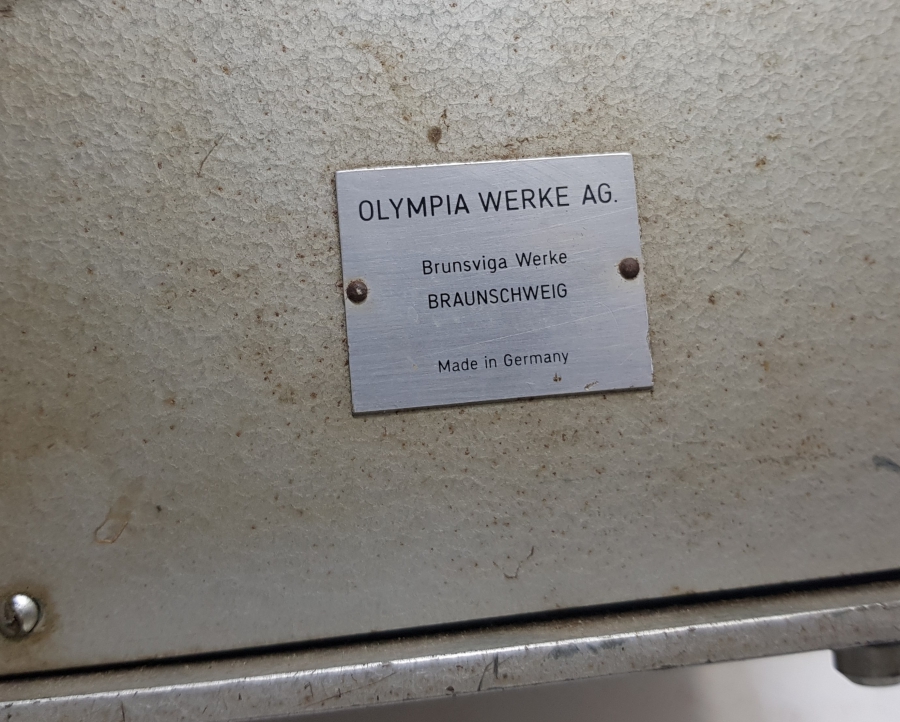 OLYMPIA WERKE AG.
Brunsviga Werke
BRAUNSCHWEIG
Made in Germany